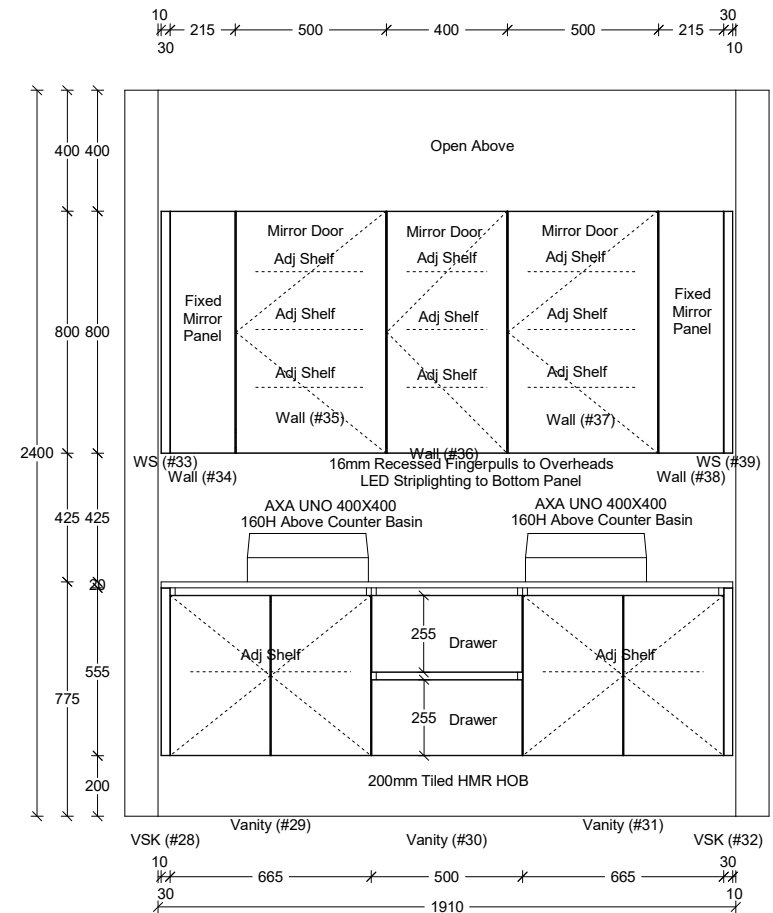 10 30
215 500 400 500 215
30 10
400 400
Open Above
Mirror Door Mirror Door Mirror Door
Adj Shelf Adj Shelf Adj Shelf
Fixed
Mirror
Panel
Fixed
Mirror
Panel
800 800
Adj Shelf Adj Shelf Adj Shelf
Adj Shelf Adj Shelf Adj Shelf
Wall (#35) Wall (#37)
Wall (#36)
2400
WS (#33) 16mm Recessed Fingerpulls to Overheads WS (#39)
Wall (#34) LED Striplighting to Bottom Panel Wall (#38)
AXA UNO 400X400
160H Above Counter Basin
AXA UNO 400X400
160H Above Counter Basin
425 425
20
255 Drawer
Adj Shelf Adj Shelf
555
775
255 Drawer
200
200mm Tiled HMR HOB
Vanity (#29) Vanity (#31)
VSK (#28) Vanity (#30) VSK (#32)
10 30
665 500 665
30 10
1910